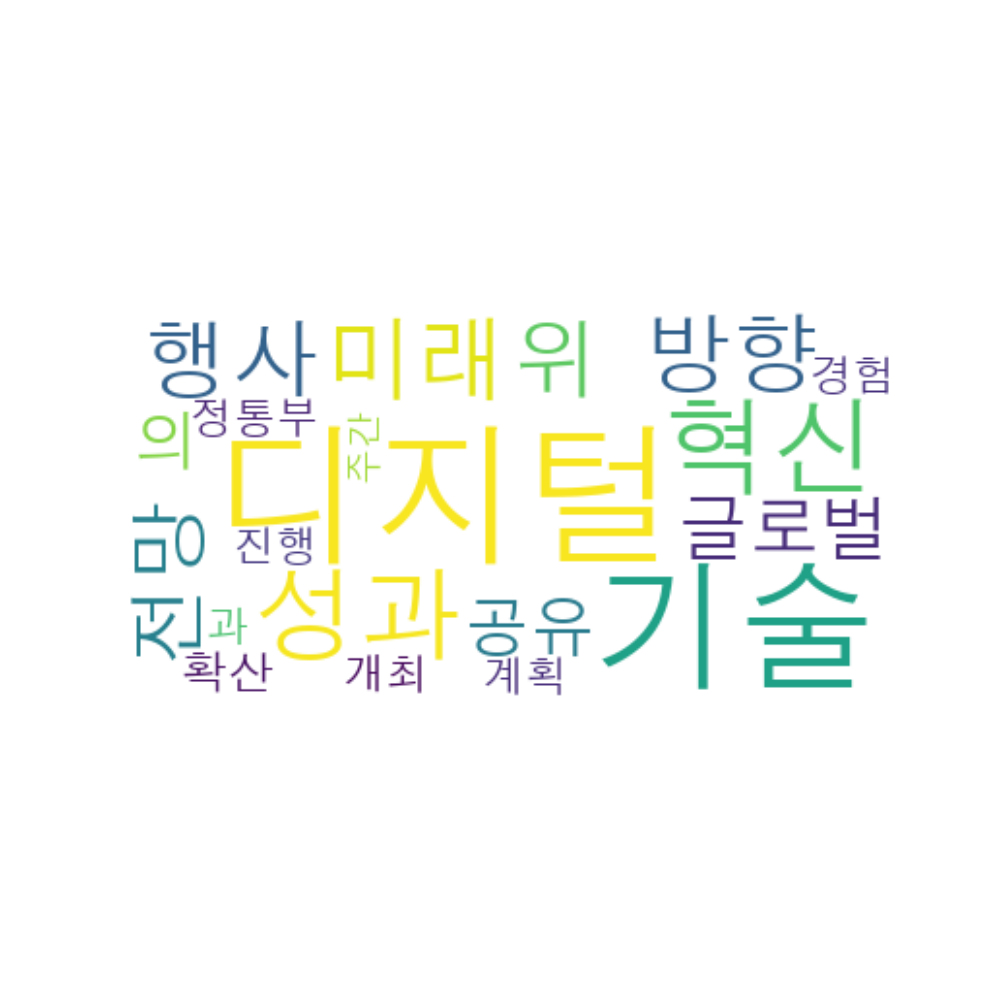 행사 미래 위 방향
경험
의 정통부 주간 혁신
디지털
전망 진행 글로벌
성과 공유 기술
과
확산 개최 계획